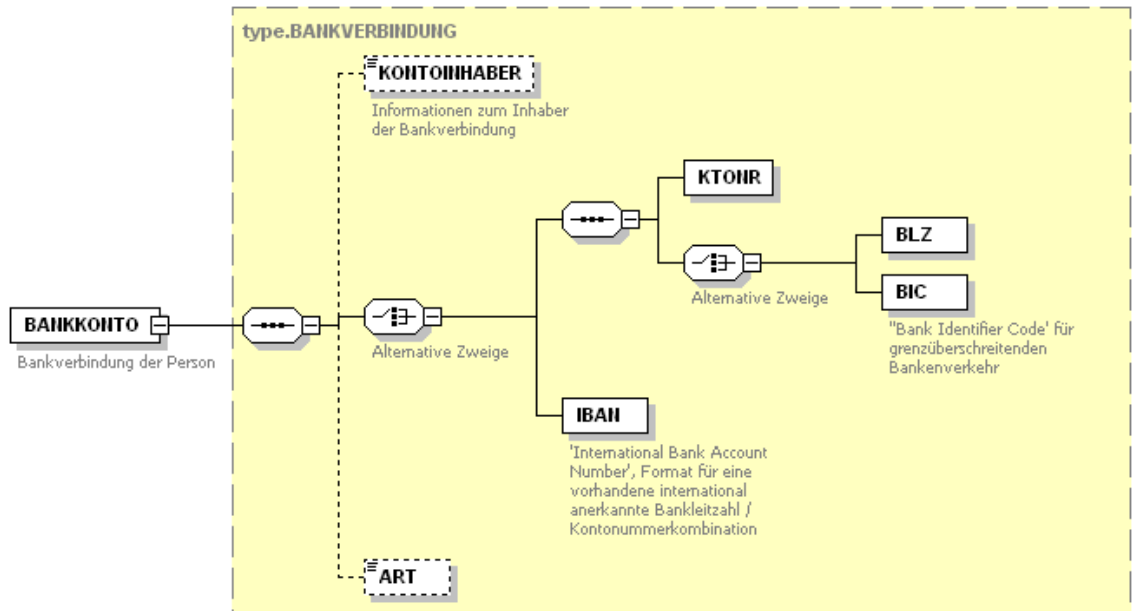 type.BANKVERBINDUNG
KONTOINHABER
Informationen zum Inhaber
der Bankverbindung
KTONR
BLZ
Alternative Zweige
BIC
"Bank Identifier Code' für
grenzüberschreitenden
Bankenverkehr
BANKKONTO
Bankverbindung der Person
Alternative Zweige
IBAN
'International Bank Account
Number', Format für eine
vorhandene international
anerkannte Bankleitzahl /
Kontonummerkombination
ART